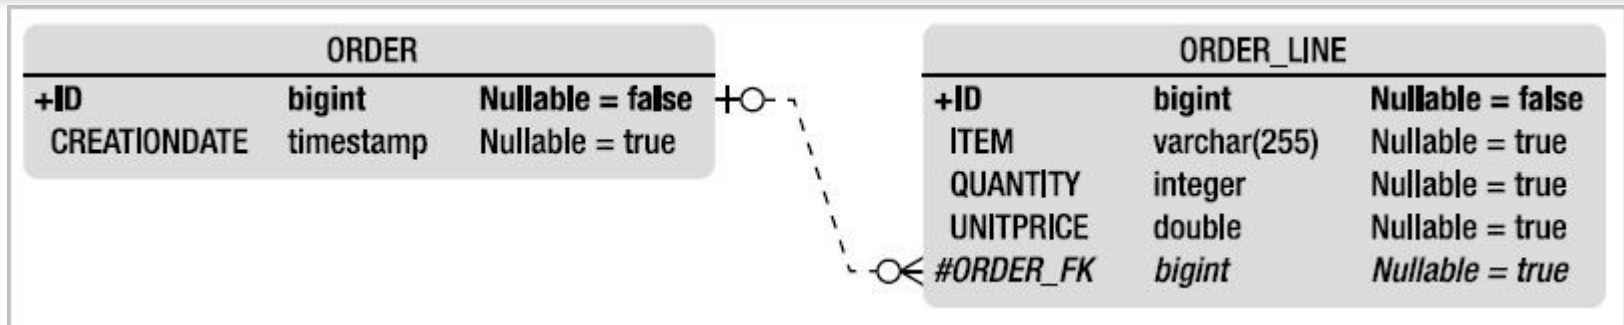 ORDER
+ID bigint Nullable = false
CREATIONDATE timestamp Nullable = true
ORDER_LINE
+ID bigint Nullable = false
ITEM varchar(255) Nullable = true
QUANTITY integer Nullable = true
UNITPRICE double Nullable = true
#ORDER_FK bigint Nullable = true